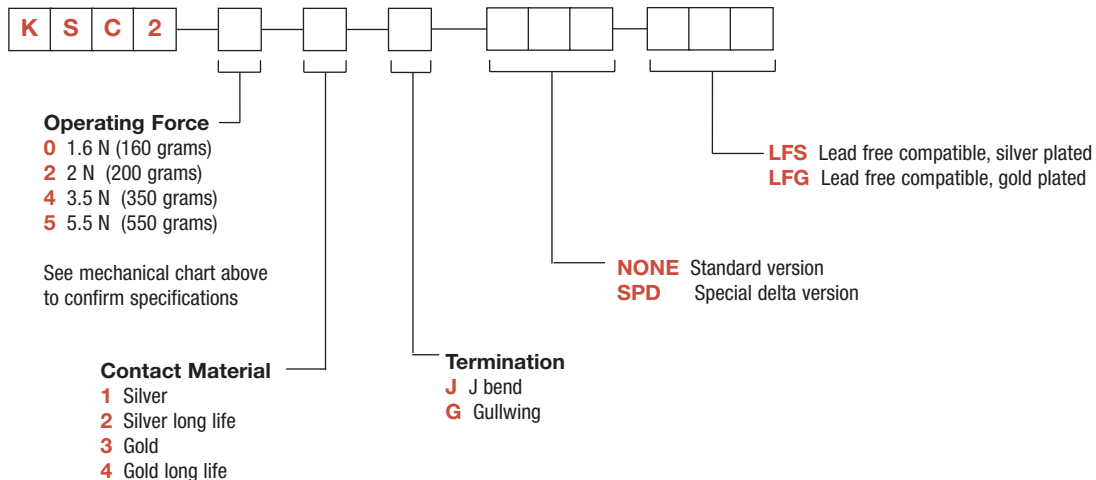 K S C 2
Operating Force
0 1.6 N (160 grams)
2 2 N (200 grams)
4 3.5 N (350 grams)
5 5.5 N (550 grams)
See mechanical chart above
to confirm specifications
Contact Material
1 Silver
2 Silver long life
3 Gold
4 Gold long life
Termination
J J bend
G Gullwing
NONE Standard version
SPD Special delta version
LFS Lead free compatible, silver plated
LFG Lead free compatible, gold plated